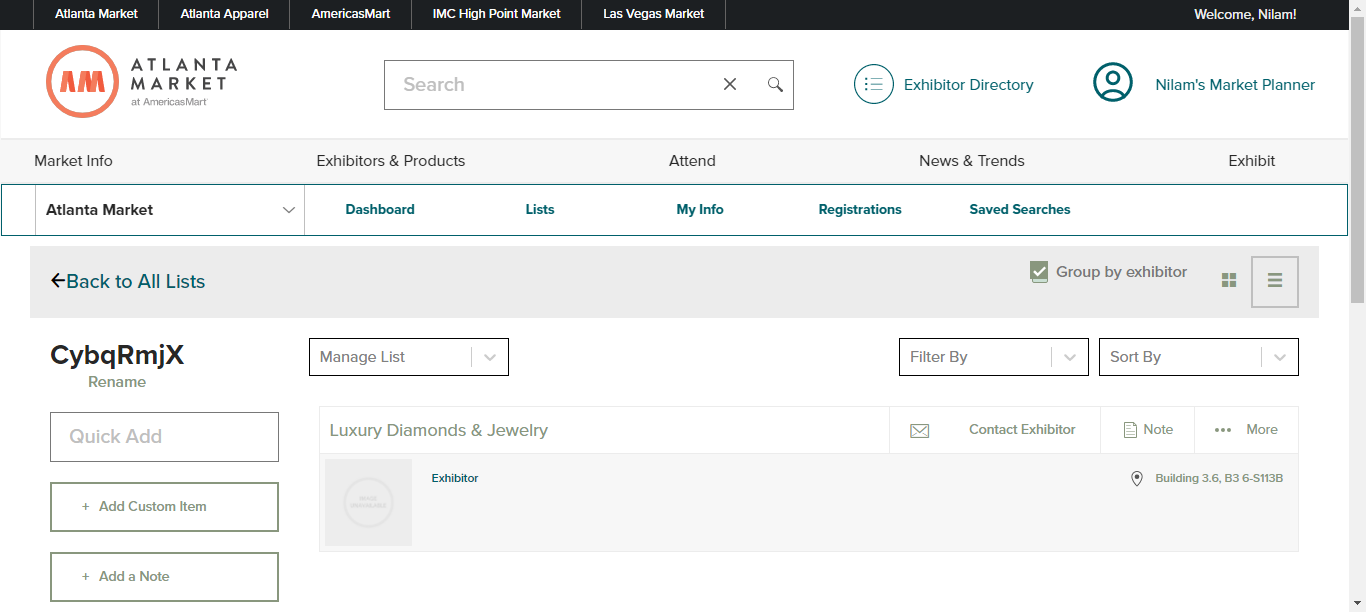 Atlanta Market Atlanta Apparel AmericasMart IMC High Point Market Las Vegas Market Welcome, Nilam!
AM ATLANTA
MARKET
at AmericasMart
Search
Exhibitor Directory
Nilam's Market Planner
Market Info Exhibitors & Products Attend News & Trends Exhibit
Atlanta Market Dashboard Lists My Info Registrations Saved Searches
Back to All Lists Group by exhibitor
CybqRmjX
Rename
Manage List Filter By Sort By
Quick Add
+ Add Custom Item
+ Add a Note
Luxury Diamonds & Jewelry Contact Exhibitor Note More
Exhibitor Building 3.6, B3 6-S113B